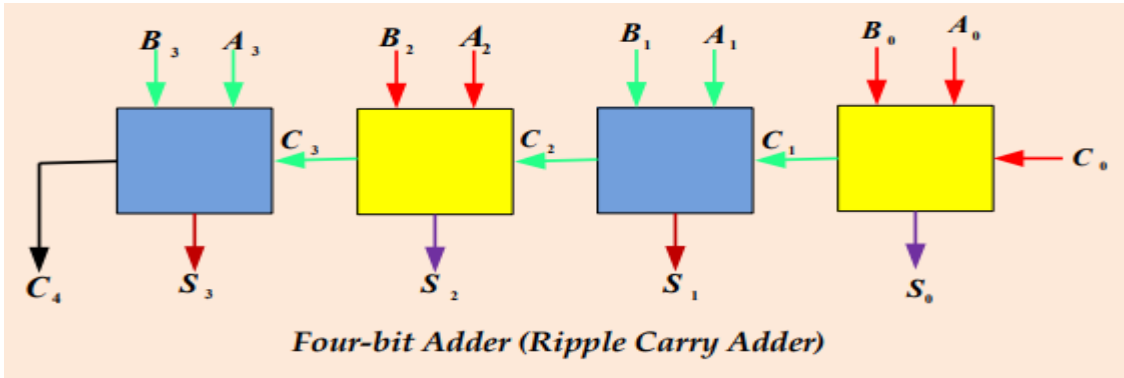 B₃ A₃ B₂ A₂ B₁ A₁ B₀ A₀
C₃ C₂ C₁ C₀
C₄ S₃ S₂ S₁ S₀
Four-bit Adder (Ripple Carry Adder)